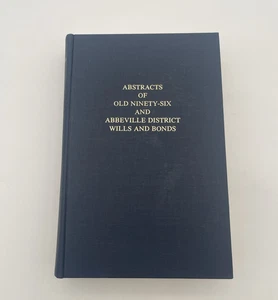 ABSTRACTS
OF
OLD NINETY-SIX
AND
ABBEVILLE DISTRICT
WILLS AND BONDS